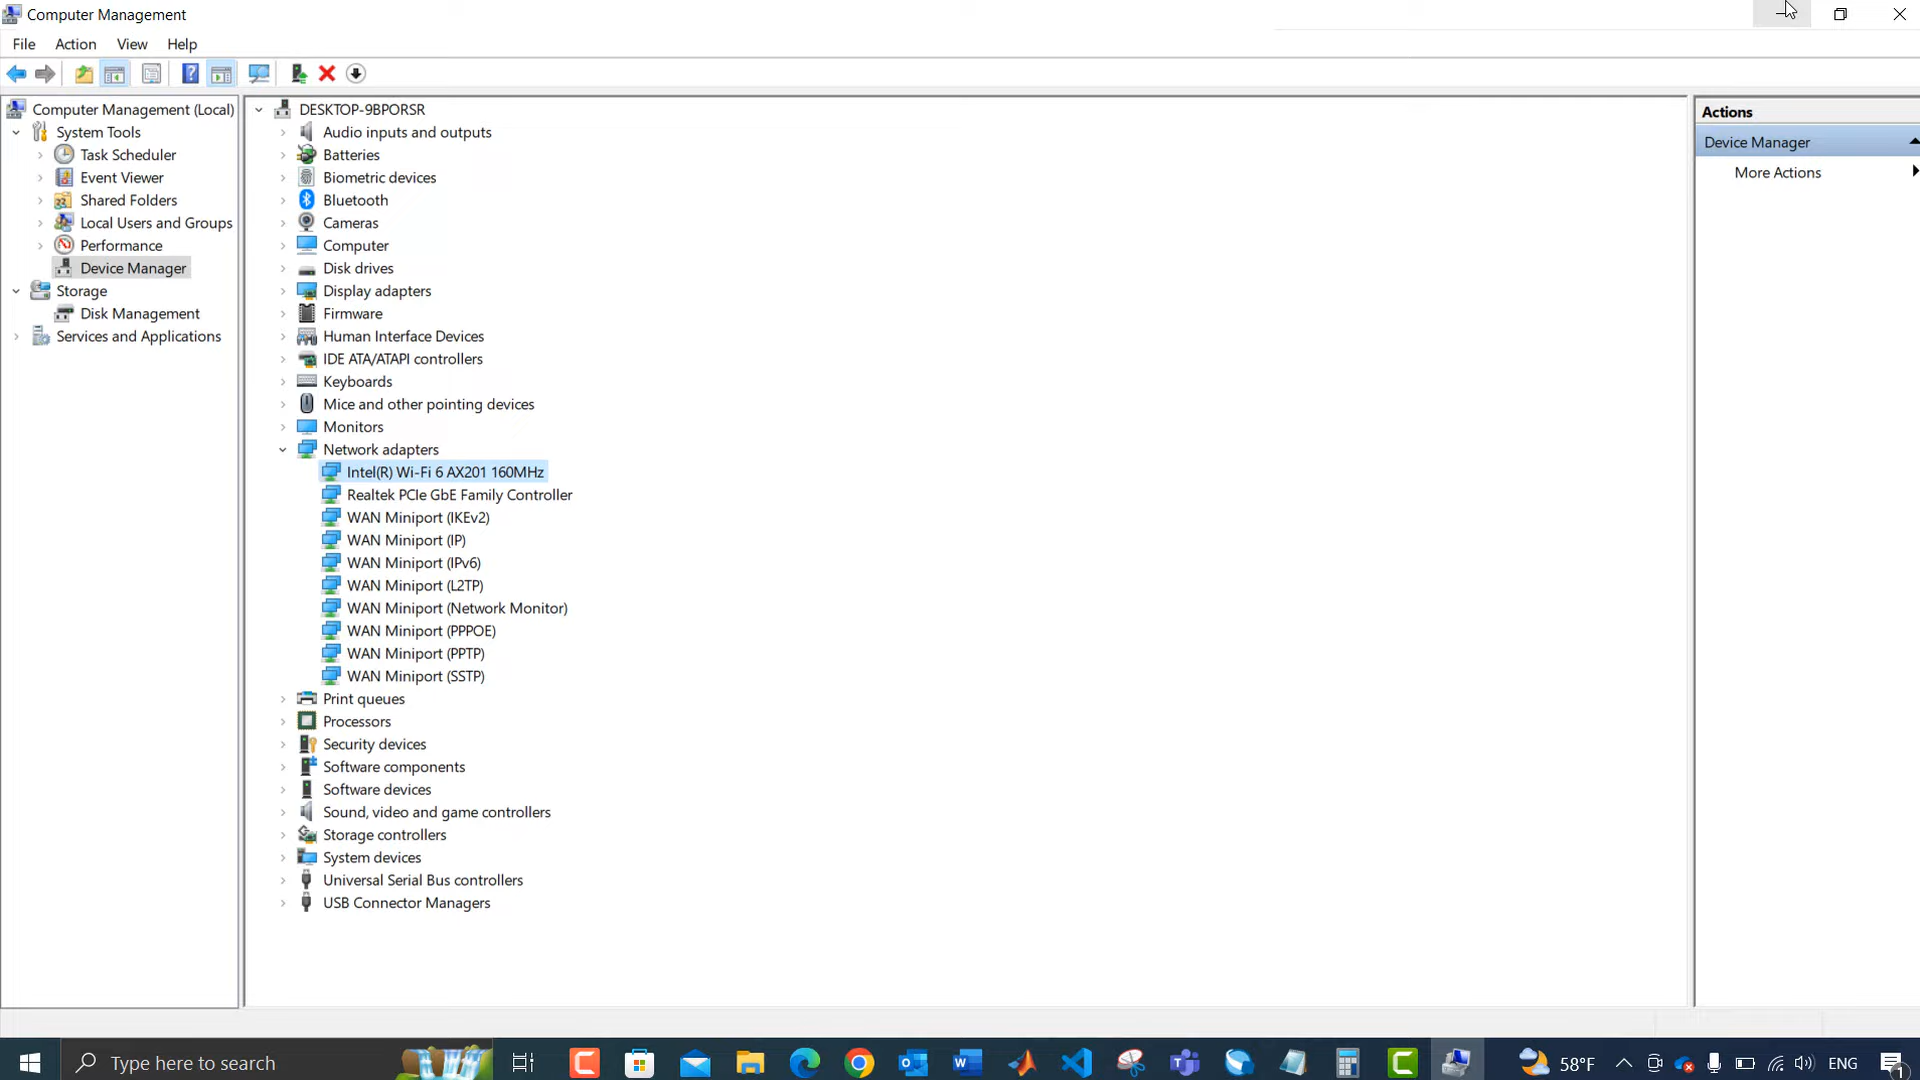 Computer Management
File Action View Help
Computer Management (Local)
System Tools
Task Scheduler
Event Viewer
Shared Folders
Local Users and Groups
Performance
Device Manager
Storage
Disk Management
Services and Applications
DESKTOP-9BPORSR
Audio inputs and outputs
Batteries
Biometric devices
Bluetooth
Cameras
Computer
Disk drives
Display adapters
Firmware
Human Interface Devices
IDE ATA/ATAPI controllers
Keyboards
Mice and other pointing devices
Monitors
Network adapters
Intel(R) Wi-Fi 6 AX201 160MHz
Realtek PCIe GbE Family Controller
WAN Miniport (IKEv2)
WAN Miniport (IP)
WAN Miniport (IPv6)
WAN Miniport (L2TP)
WAN Miniport (Network Monitor)
WAN Miniport (PPPOE)
WAN Miniport (PPTP)
WAN Miniport (SSTP)
Print queues
Processors
Security devices
Software components
Software devices
Sound, video and game controllers
Storage controllers
System devices
Universal Serial Bus controllers
USB Connector Managers
Actions
Device Manager
More Actions
Type here to search
58°F
ENG
1